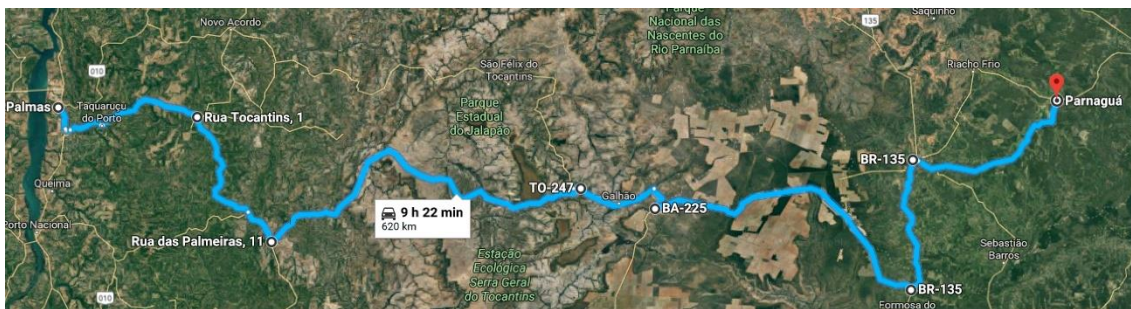 Novo Acordo
Parque
Nacional das
Nascentes do
Rio Parnaíba
135
Saquinho
010
São Félix do
Tocantins
Riacho Frio
Palmas
Taquaruçu
do Porto
Rua Tocantins, 1
Parque
Estadual
do Jalapão
Parnaguá
BR-135
Queima
TO-247
Galhão
BA-225
9 h 22 min
620 km
Porto Nacional
Rua das Palmeiras, 11
Sebastião
Barros
Estação
Ecológica
Serra Geral
do Tocantins
010
BR-135
Formosa do